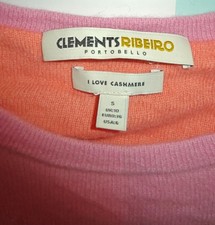 CLEMENTS RIBEIRO
PORTOBELLO
I LOVE CASHMERE
S